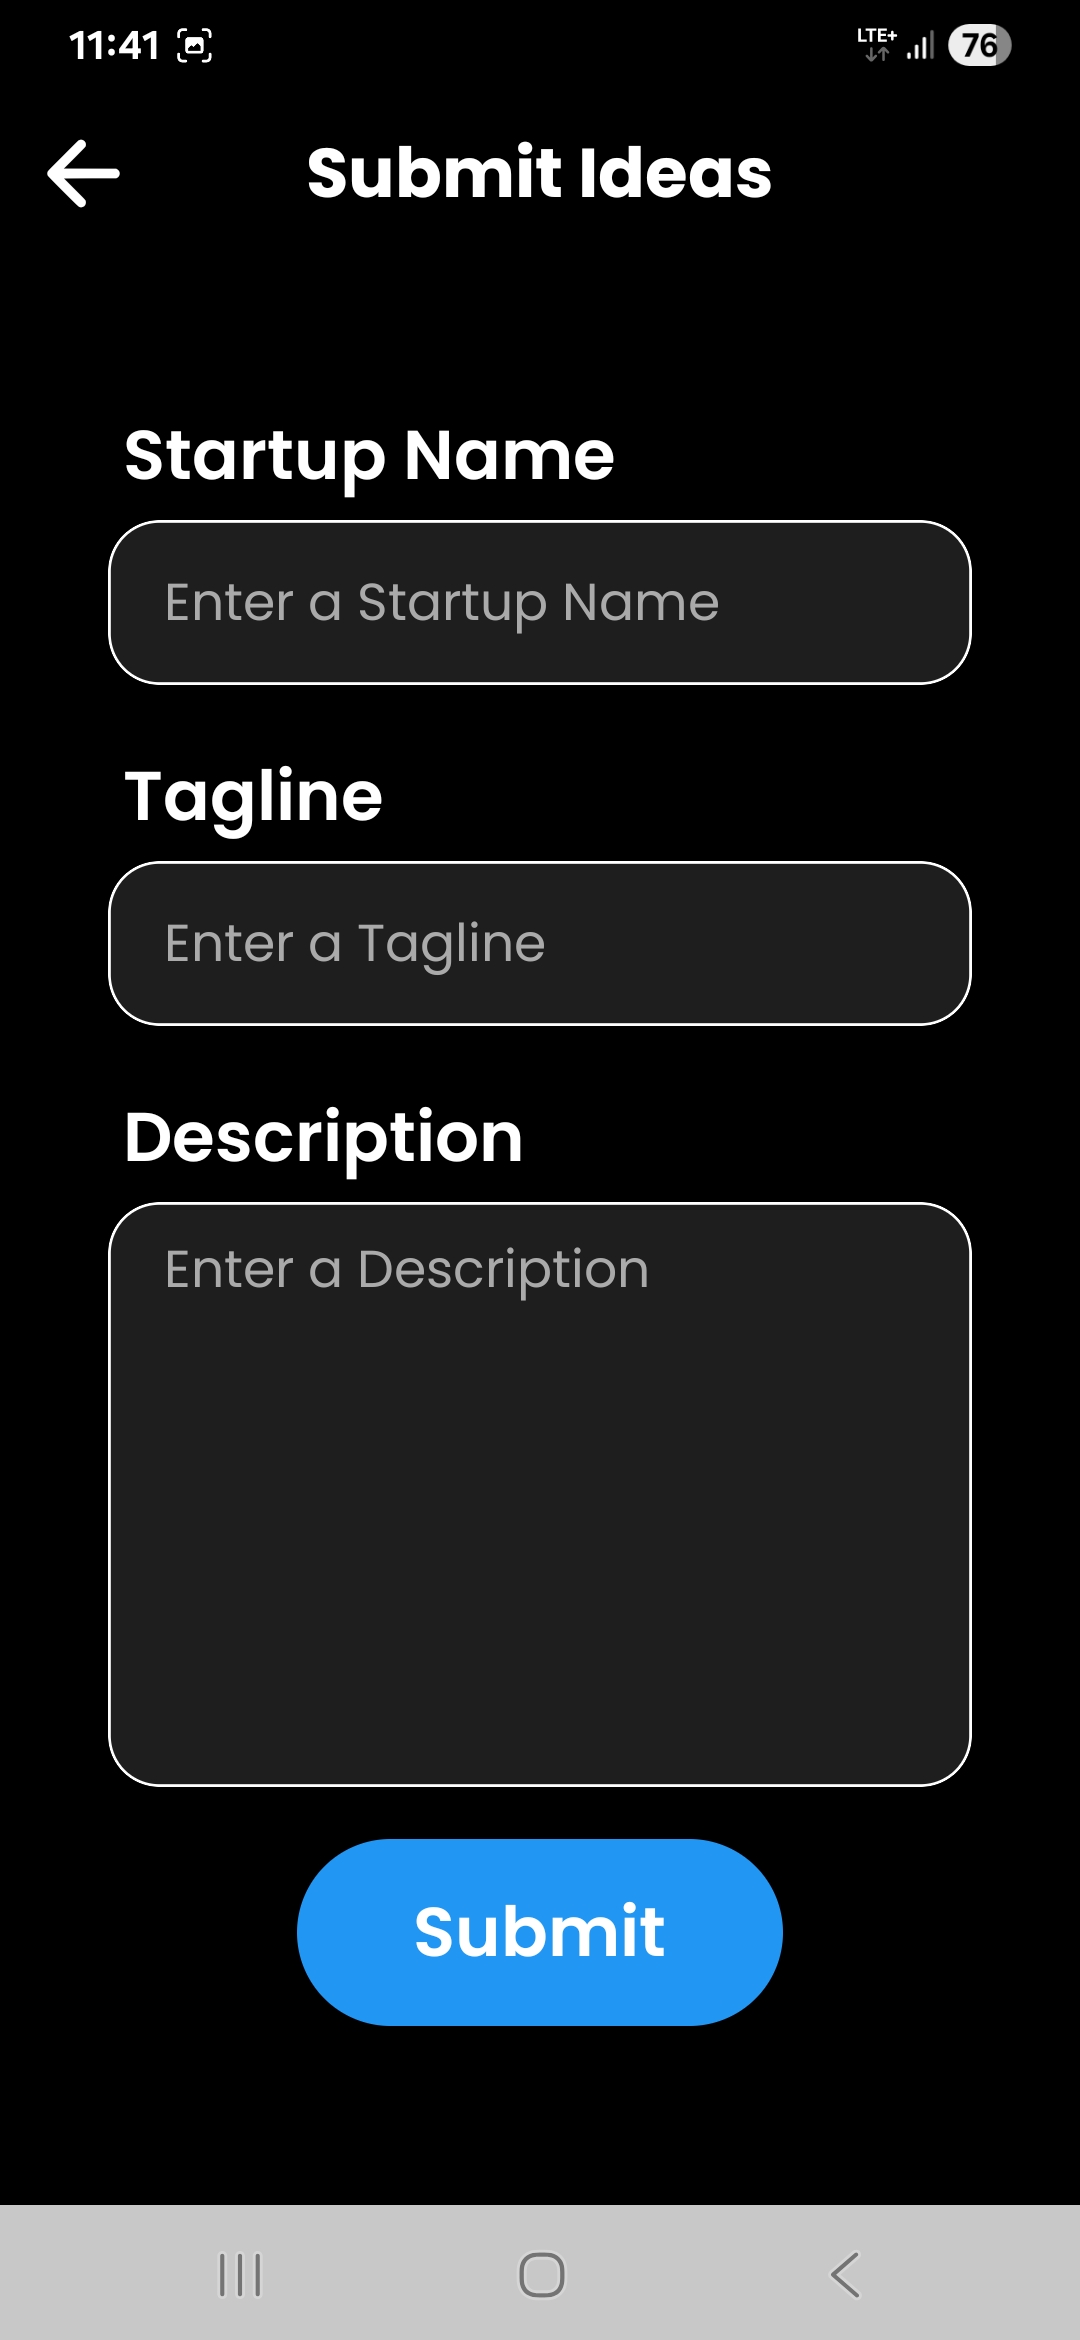 11:41 LTE+ 76
Submit Ideas
Startup Name
Enter a Startup Name
Tagline
Enter a Tagline
Description
Enter a Description
Submit